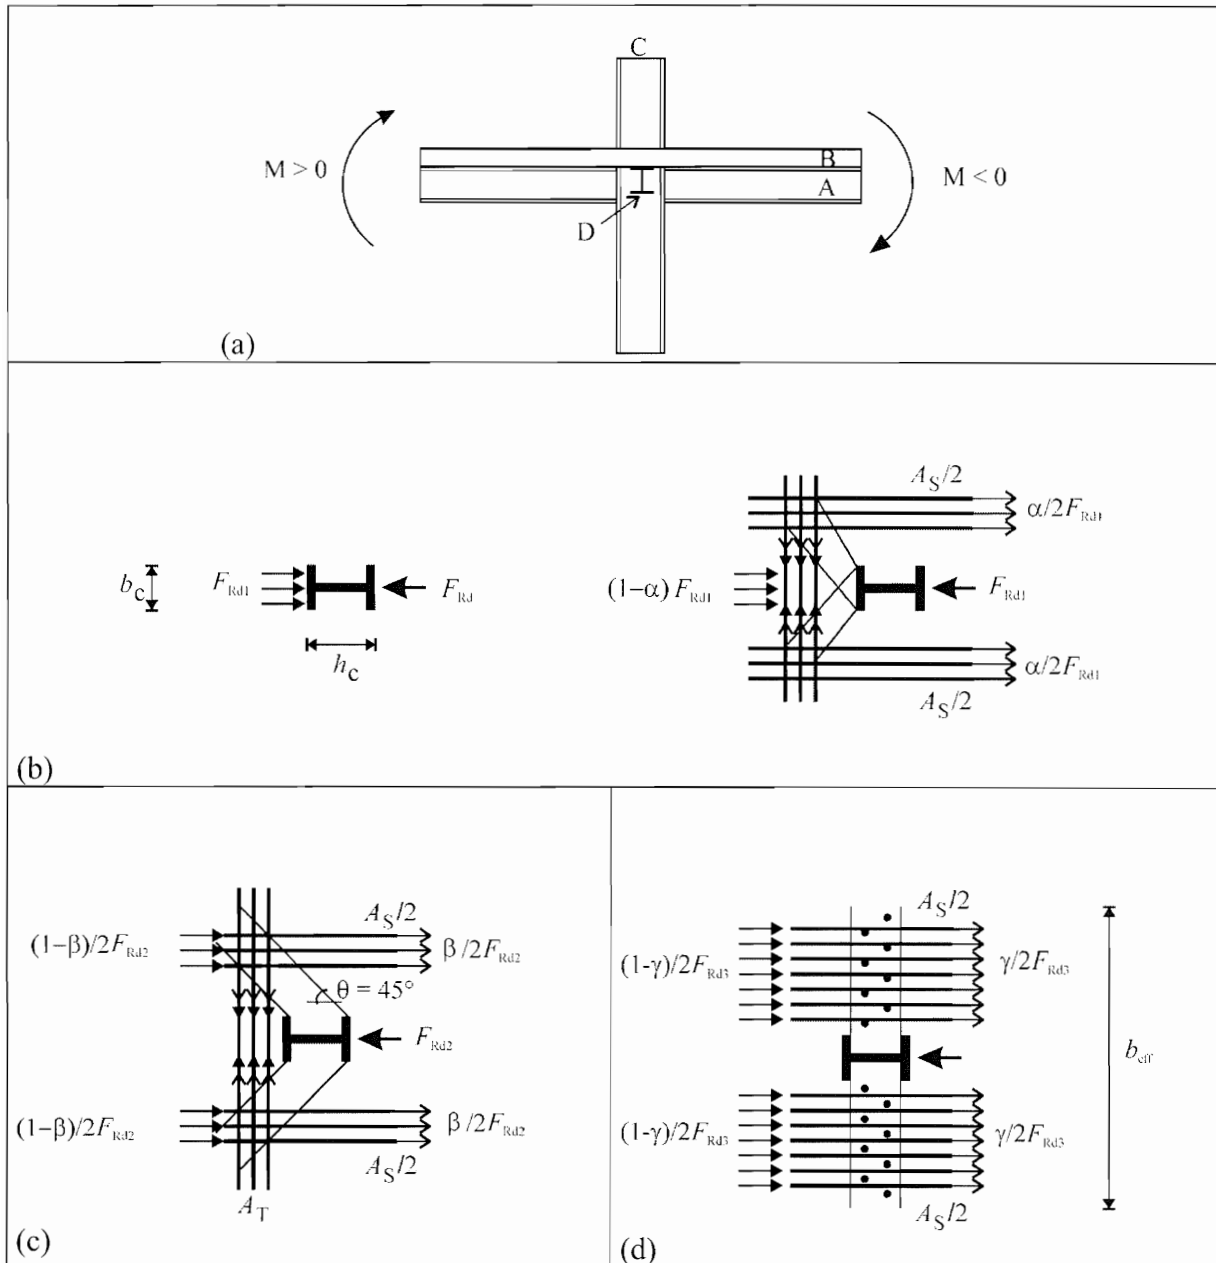 C
M > 0
B
A
M < 0
D
(a)
A_S/2
α/2F_Rd1
b_C
F_Rd1
F_Rd
(1−α) F_Rd1
F_Rd1
h_c
α/2F_Rd1
A_S/2
(b)
A_S/2
(1−β)/2F_Rd2
β/2F_Rd2
θ = 45°
F_Rd2
(1−β)/2F_Rd2
β/2F_Rd2
A_S/2
A_T
(c)
A_S/2
(1-γ)/2F_Rd3
γ/2F_Rd3
b_eff
(1-γ)/2F_Rd3
γ/2F_Rd3
A_S/2
(d)